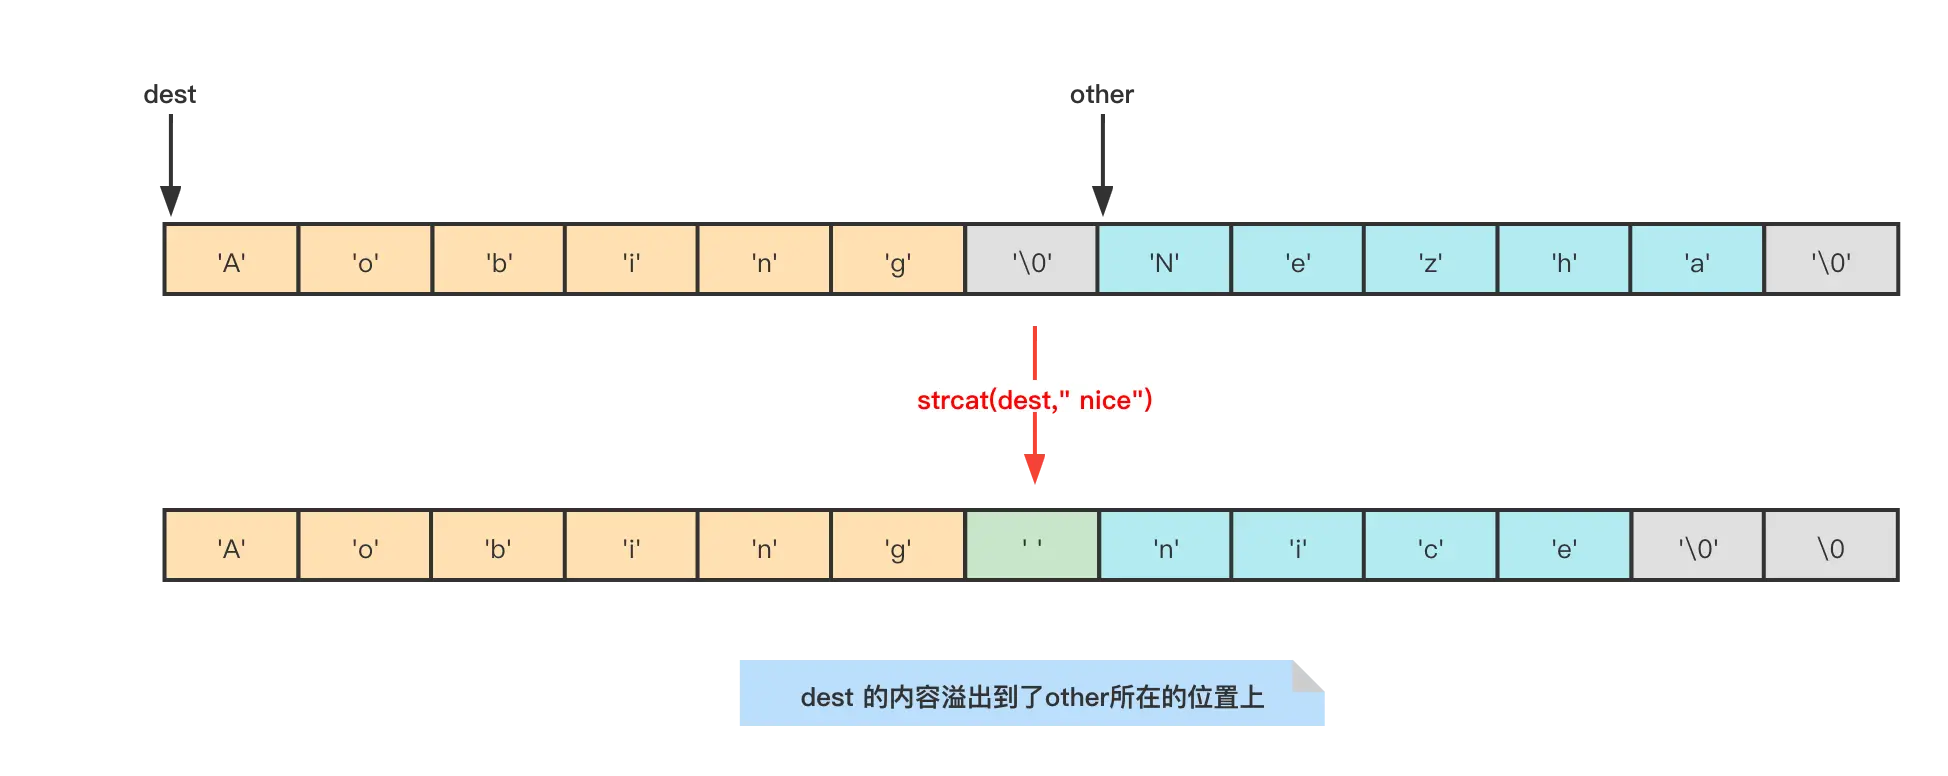 dest other
'A' 'o' 'b' 'i' 'n' 'g' '\0' 'N' 'e' 'z' 'h' 'a' '\0'
strcat(dest," nice")
'A' 'o' 'b' 'i' 'n' 'g' ' ' 'n' 'i' 'c' 'e' '\0' \0
dest 的内容溢出到了other所在的位置上